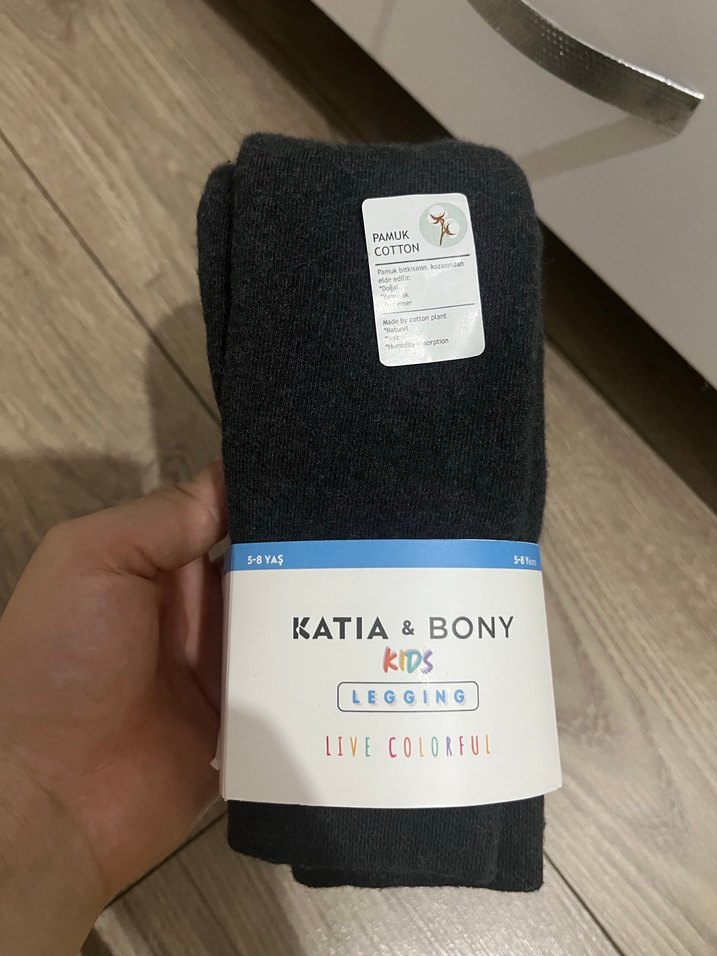 PAMUK
COTTON
Pamuk bitkisinin kozasından
elde edilir.
*Doğal
Made by cotton plant
*Naturel
*Soft
5-8 YAŞ
5-8 Years
KATIA & BONY
KIDS
LEGGING
LIVE COLORFUL